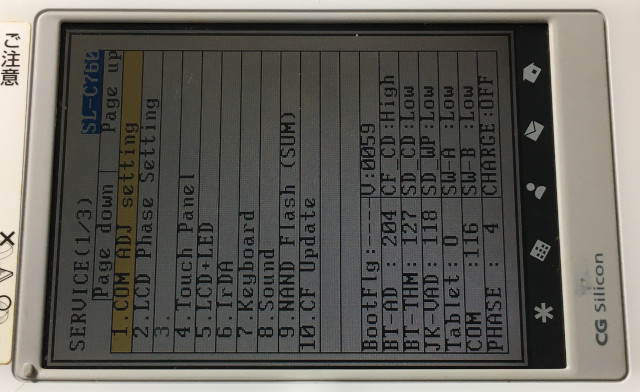 SERVICE(1/3) SL-C760
Page down Page up
1.COM ADJ setting
2.LCD Phase Setting
3.
4.Touch Panel
5.LCD+LED
6.IrDA
7.Keyboard
8.Sound
9.NAND Flash (SUM)
10.CF Update
BootFlg:----V:0059
BT-AD : 204 CF_CD:High
BT-THM: 127 SD_CD:Low
JK-VAD: 118 SD_WP:Low
Tablet: 0 SW-A :Low
COM :116 SW-B :Low
PHASE : 4 CHARGE:OFF
CG Silicon
ご注意